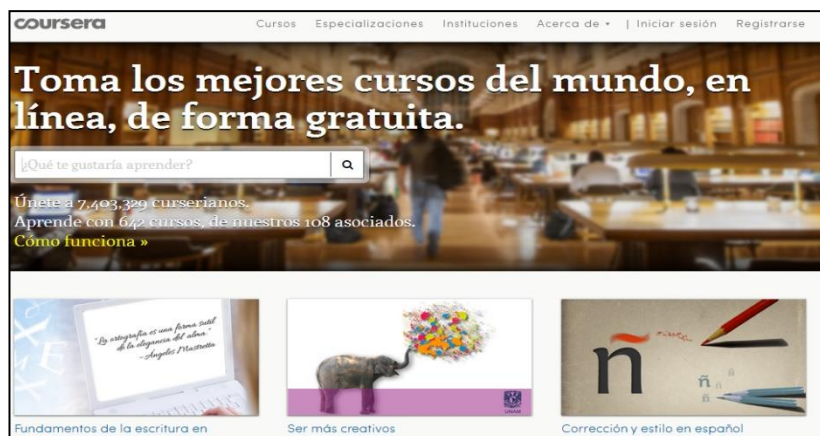 coursera
Cursos Especializaciones Instituciones Acerca de ▾ | Iniciar sesión Registrarse
Toma los mejores cursos del mundo, en
línea, de forma gratuita.
¿Qué te gustaría aprender?
Únete a 7,403,329 curserianos.
Aprende con 642 cursos, de nuestros 108 asociados.
Cómo funciona »
"La ortografía es una forma sutil
de la elegancia del alma."
-Ángeles Mastretta
UNAM
ñ
ñ
ñ
ñ
Fundamentos de la escritura en
Ser más creativos
Corrección y estilo en español